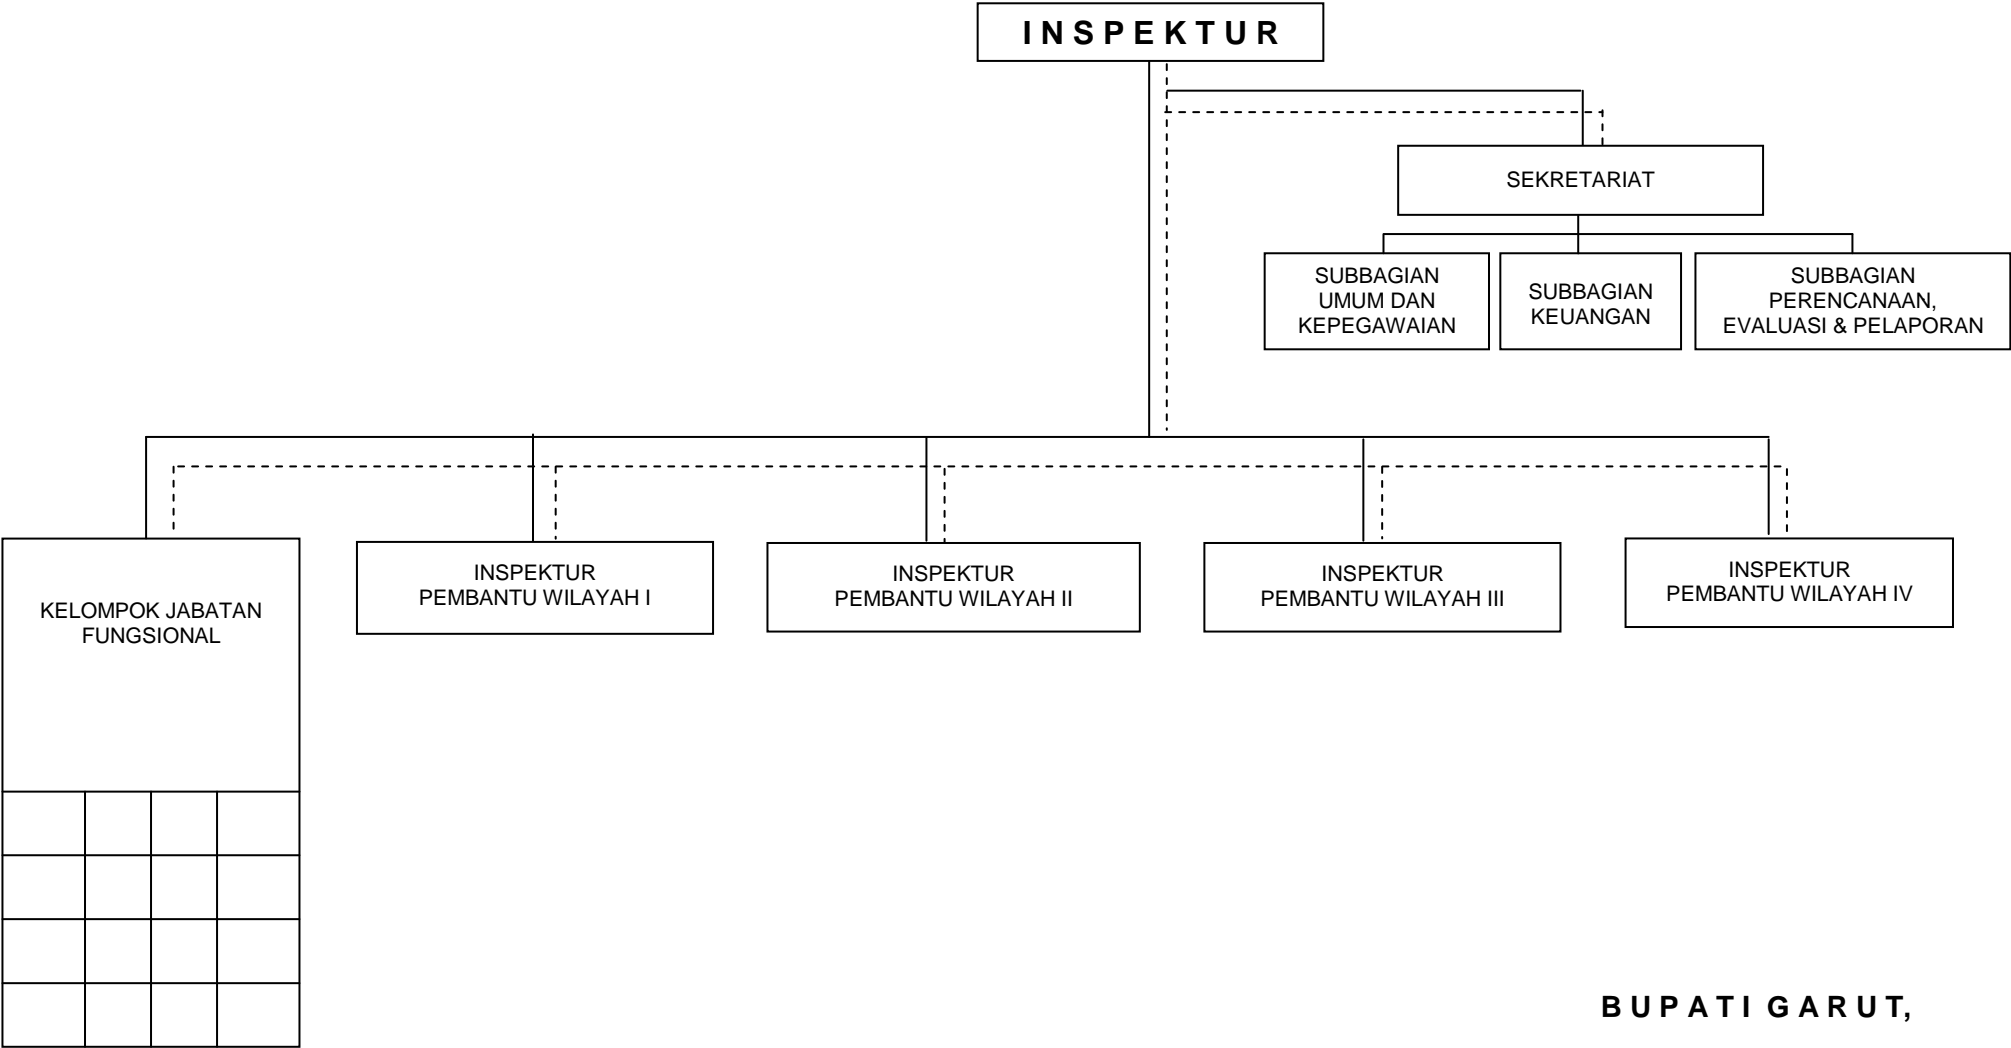 I N S P E K T U R
SEKRETARIAT
SUBBAGIAN
UMUM DAN
KEPEGAWAIAN
SUBBAGIAN
KEUANGAN
SUBBAGIAN
PERENCANAAN,
EVALUASI & PELAPORAN
KELOMPOK JABATAN
FUNGSIONAL
INSPEKTUR
PEMBANTU WILAYAH I
INSPEKTUR
PEMBANTU WILAYAH II
INSPEKTUR
PEMBANTU WILAYAH III
INSPEKTUR
PEMBANTU WILAYAH IV
B U P A T I  G A R U T,